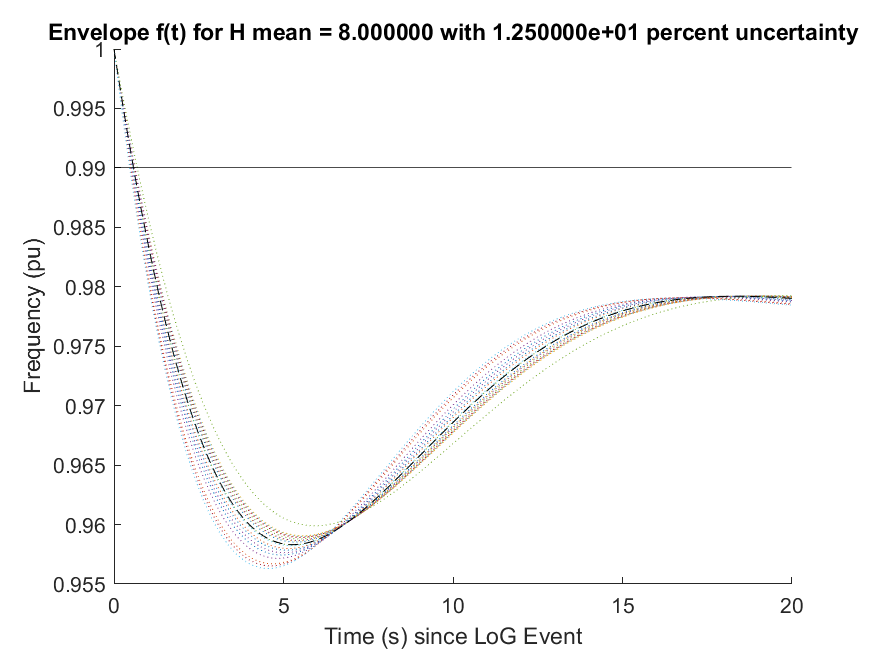 Envelope f(t) for H mean = 8.000000 with 1.250000e+01 percent uncertainty
1
0.995
0.99
0.985
0.98
0.975
0.97
0.965
0.96
0.955
Frequency (pu)
0 5 10 15 20
Time (s) since LoG Event